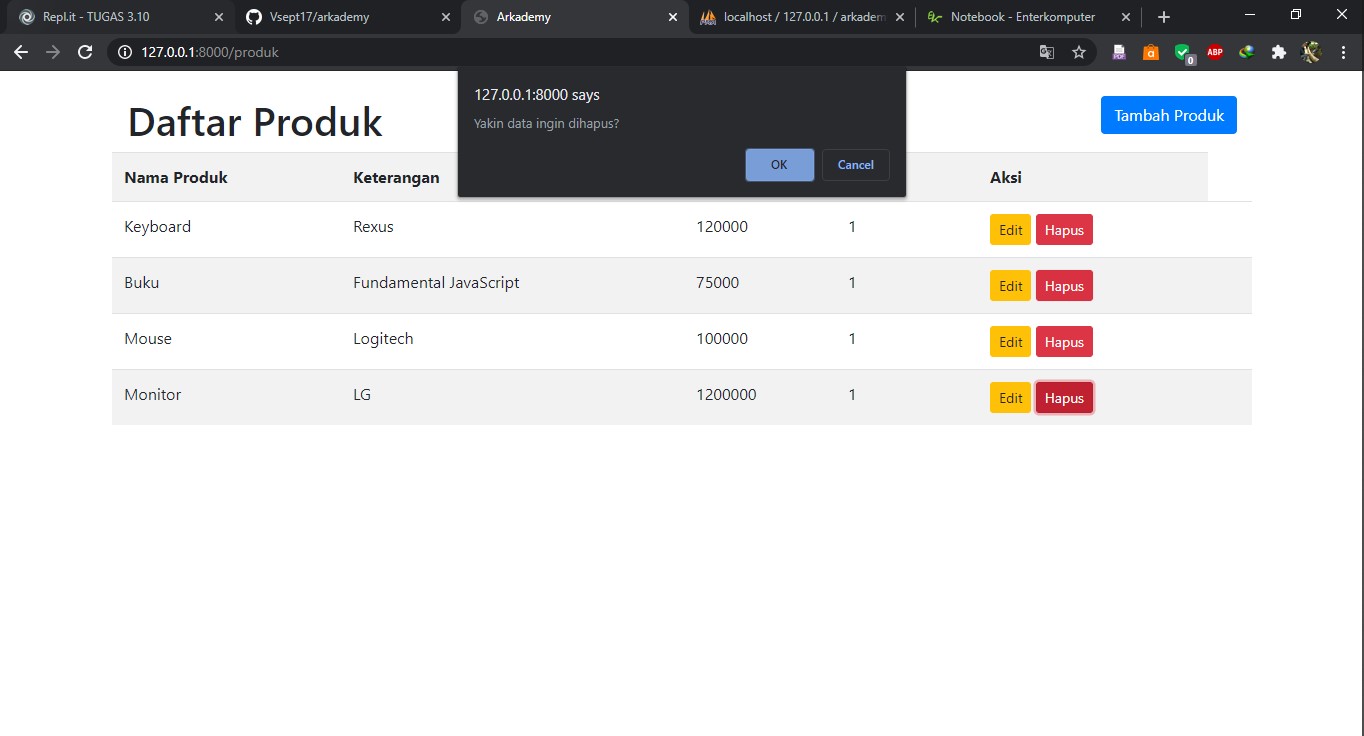 Repl.it - TUGAS 3.10
Vsept17/arkademy
Arkademy
localhost / 127.0.0.1 / arkadem
Notebook - Enterkomputer
127.0.0.1:8000/produk
0
ABP
127.0.0.1:8000 says
Yakin data ingin dihapus?
OK Cancel
Daftar Produk
Tambah Produk
Nama Produk Keterangan Aksi
Keyboard Rexus 120000 1 Edit Hapus
Buku Fundamental JavaScript 75000 1 Edit Hapus
Mouse Logitech 100000 1 Edit Hapus
Monitor LG 1200000 1 Edit Hapus